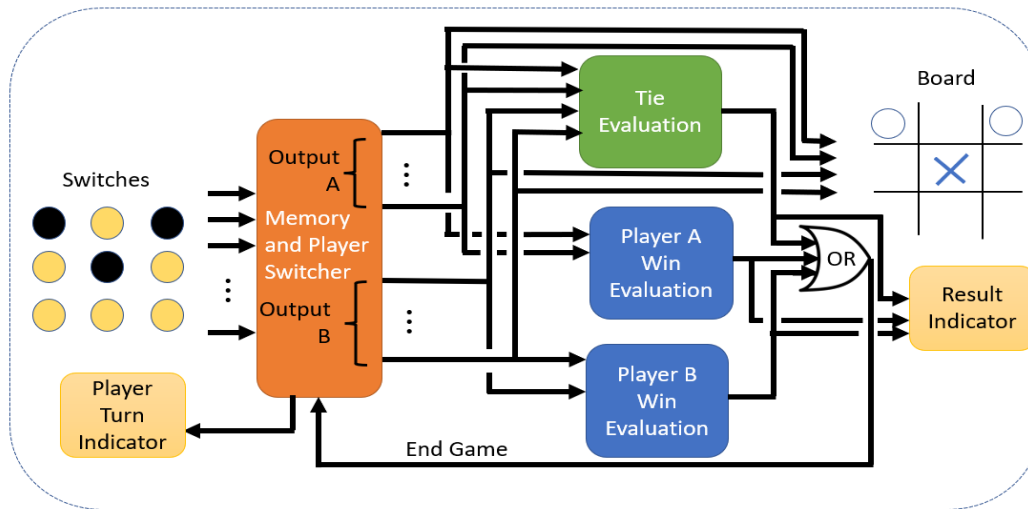 Board
Tie
Evaluation
Output
A
Switches
Memory
and Player
Switcher
Player A
Win
Evaluation
OR
Result
Indicator
Output
B
Player B
Win
Evaluation
Player
Turn
Indicator
End Game